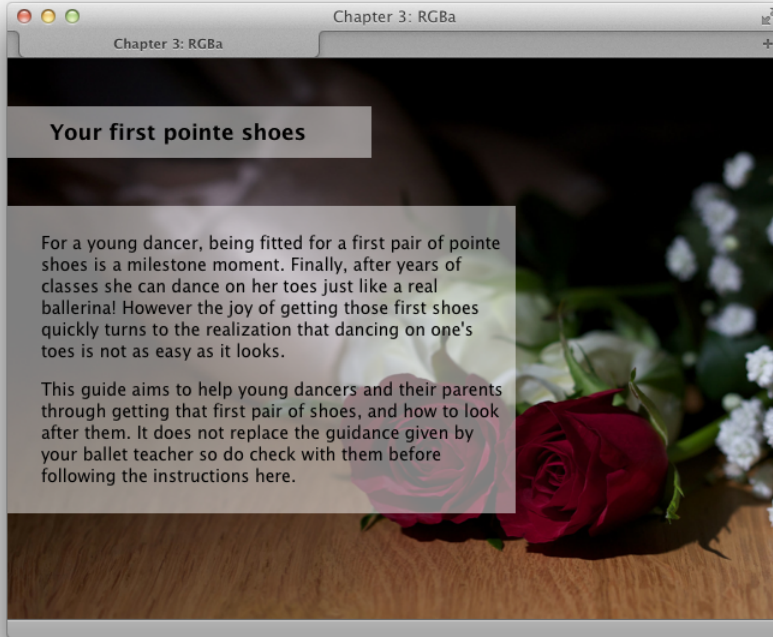 Chapter 3: RGBa
Chapter 3: RGBa
Your first pointe shoes
For a young dancer, being fitted for a first pair of pointe
shoes is a milestone moment. Finally, after years of
classes she can dance on her toes just like a real
ballerina! However the joy of getting those first shoes
quickly turns to the realization that dancing on one's
toes is not as easy as it looks.
This guide aims to help young dancers and their parents
through getting that first pair of shoes, and how to look
after them. It does not replace the guidance given by
your ballet teacher so do check with them before
following the instructions here.